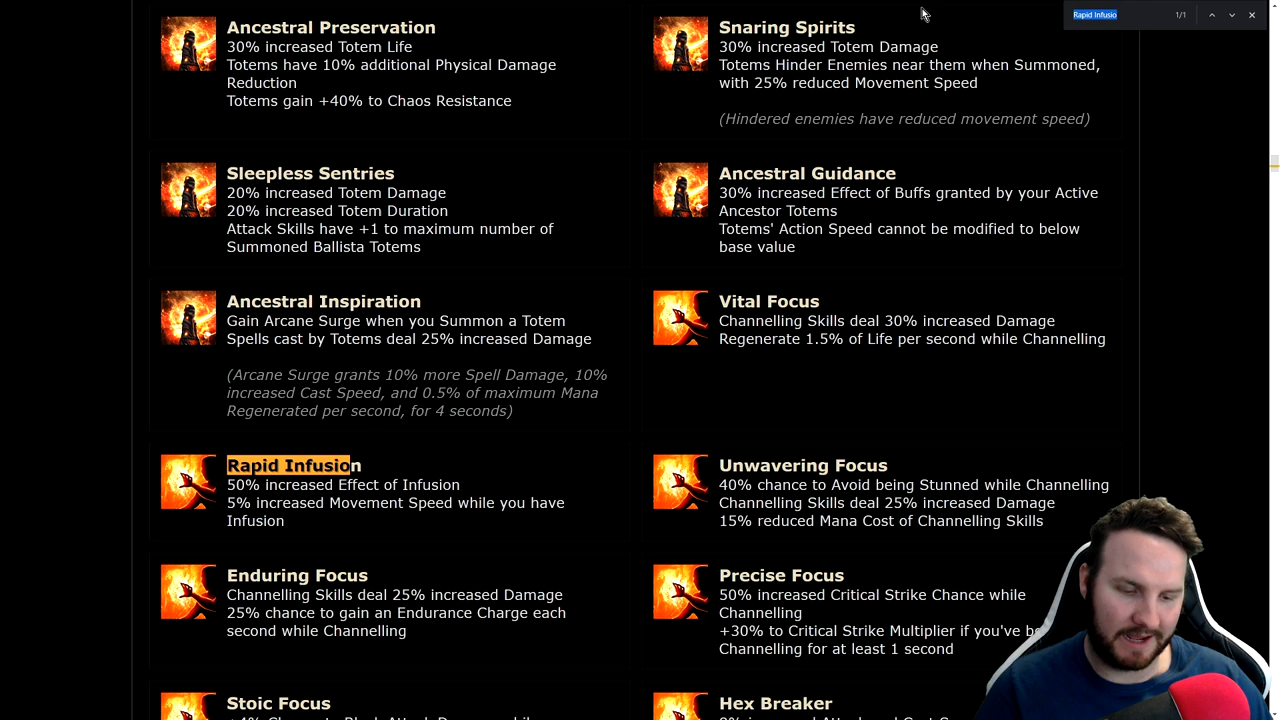 Rapid Infusio
1/1
Ancestral Preservation
30% increased Totem Life
Totems have 10% additional Physical Damage
Reduction
Totems gain +40% to Chaos Resistance
Snaring Spirits
30% increased Totem Damage
Totems Hinder Enemies near them when Summoned,
with 25% reduced Movement Speed
(Hindered enemies have reduced movement speed)
Sleepless Sentries
20% increased Totem Damage
20% increased Totem Duration
Attack Skills have +1 to maximum number of
Summoned Ballista Totems
Ancestral Guidance
30% increased Effect of Buffs granted by your Active
Ancestor Totems
Totems' Action Speed cannot be modified to below
base value
Ancestral Inspiration
Gain Arcane Surge when you Summon a Totem
Spells cast by Totems deal 25% increased Damage
(Arcane Surge grants 10% more Spell Damage, 10%
increased Cast Speed, and 0.5% of maximum Mana
Regenerated per second, for 4 seconds)
Vital Focus
Channelling Skills deal 30% increased Damage
Regenerate 1.5% of Life per second while Channelling
Rapid Infusion
50% increased Effect of Infusion
5% increased Movement Speed while you have
Infusion
Unwavering Focus
40% chance to Avoid being Stunned while Channelling
Channelling Skills deal 25% increased Damage
15% reduced Mana Cost of Channelling Skills
Enduring Focus
Channelling Skills deal 25% increased Damage
25% chance to gain an Endurance Charge each
second while Channelling
Precise Focus
50% increased Critical Strike Chance while
Channelling
+30% to Critical Strike Multiplier if you've
Channelling for at least 1 second
Stoic Focus
Hex Breaker